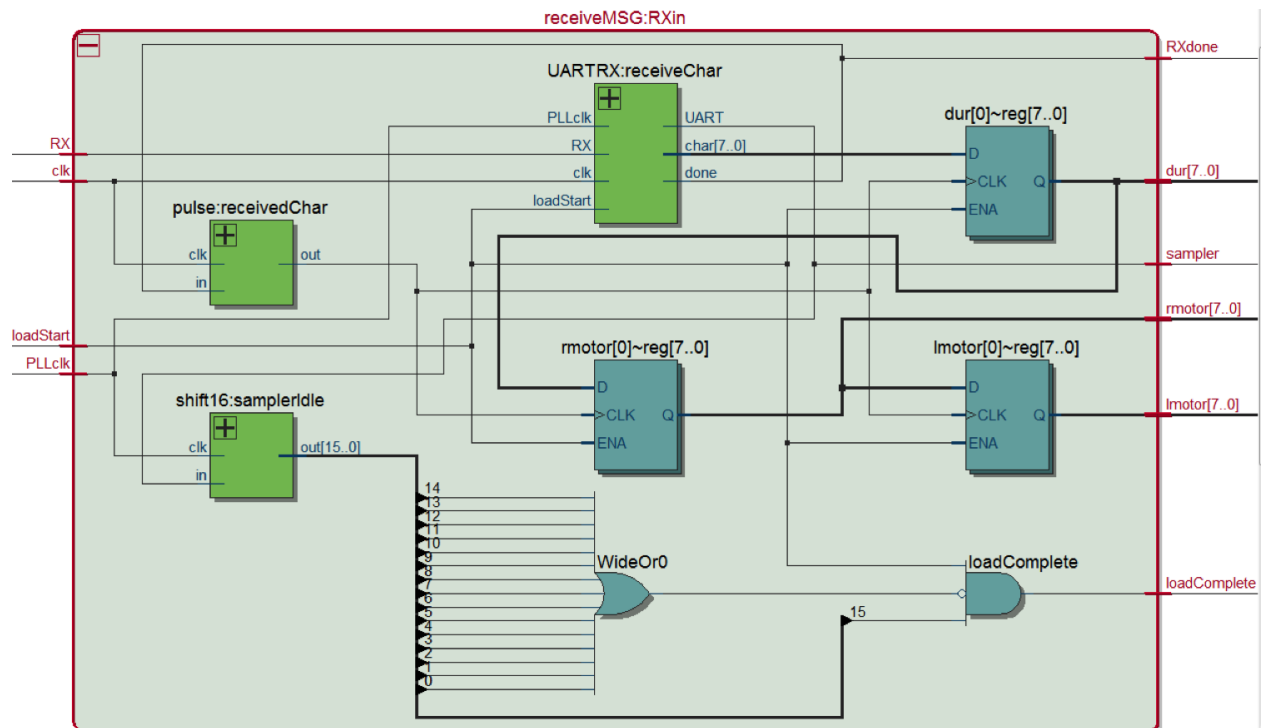 receiveMSG:RXin
RXdone
UARTRX:receiveChar
PLLclk
UART
dur[0]~reg[7..0]
RX
RX
char[7..0]
D
clk
clk
done
CLK
Q
dur[7..0]
pulse:receivedChar
loadStart
ENA
clk
out
sampler
in
rmotor[7..0]
loadStart
rmotor[0]~reg[7..0]
lmotor[0]~reg[7..0]
PLLclk
D
D
shift16:samplerIdle
CLK
Q
CLK
Q
lmotor[7..0]
clk
out[15..0]
ENA
ENA
in
14
13
12
11
10
9
8
7
6
5
4
3
2
1
0
WideOr0
loadComplete
loadComplete
15